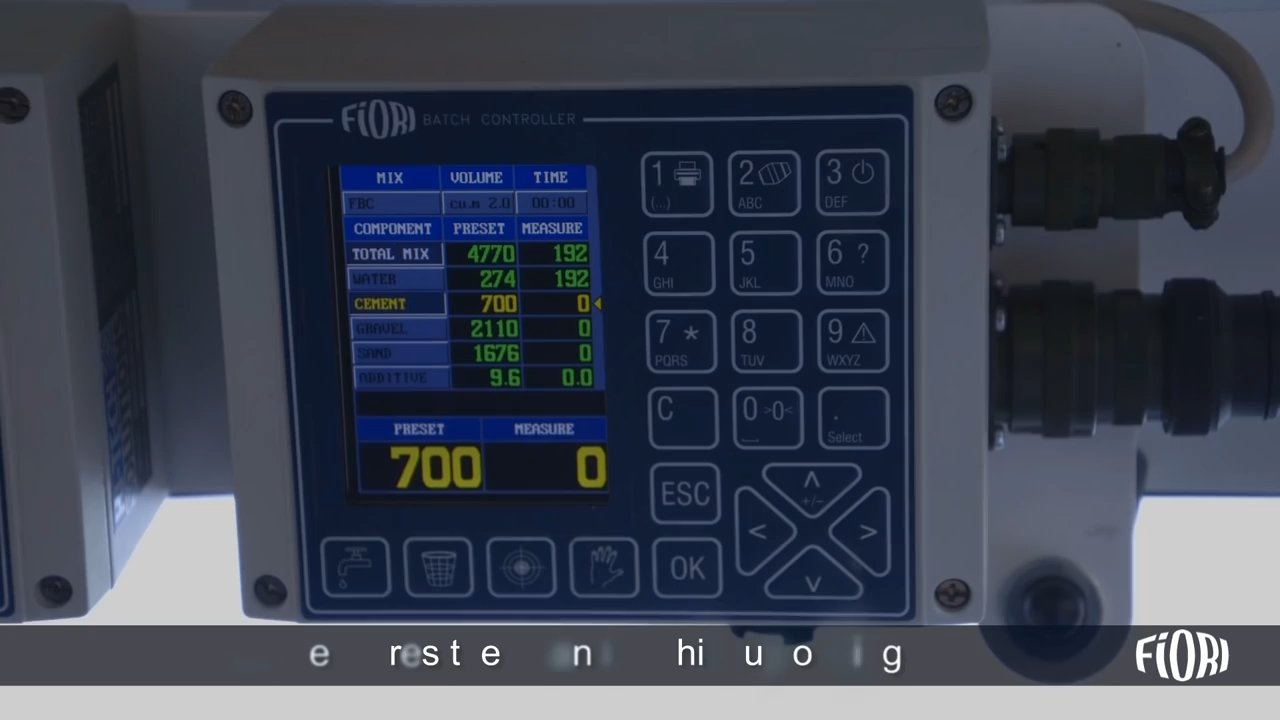 FiORI BATCH CONTROLLER
MIX VOLUME TIME
FBC cu.m 2.0 00:00
COMPONENT PRESET MEASURE
TOTAL MIX 4770 192
WATER 274 192
CEMENT 700 0
GRAVEL 2110 0
SAND 1676 0
ADDITIVE 9.6 0.0
PRESET MEASURE
700 0
1 2 3
(...) ABC DEF
4 5 6 ?
GHI JKL MNO
7 * 8 9
PQRS TUV WXYZ
C 0 >0< .
Select
ESC +/-
< >
OK
FiORI